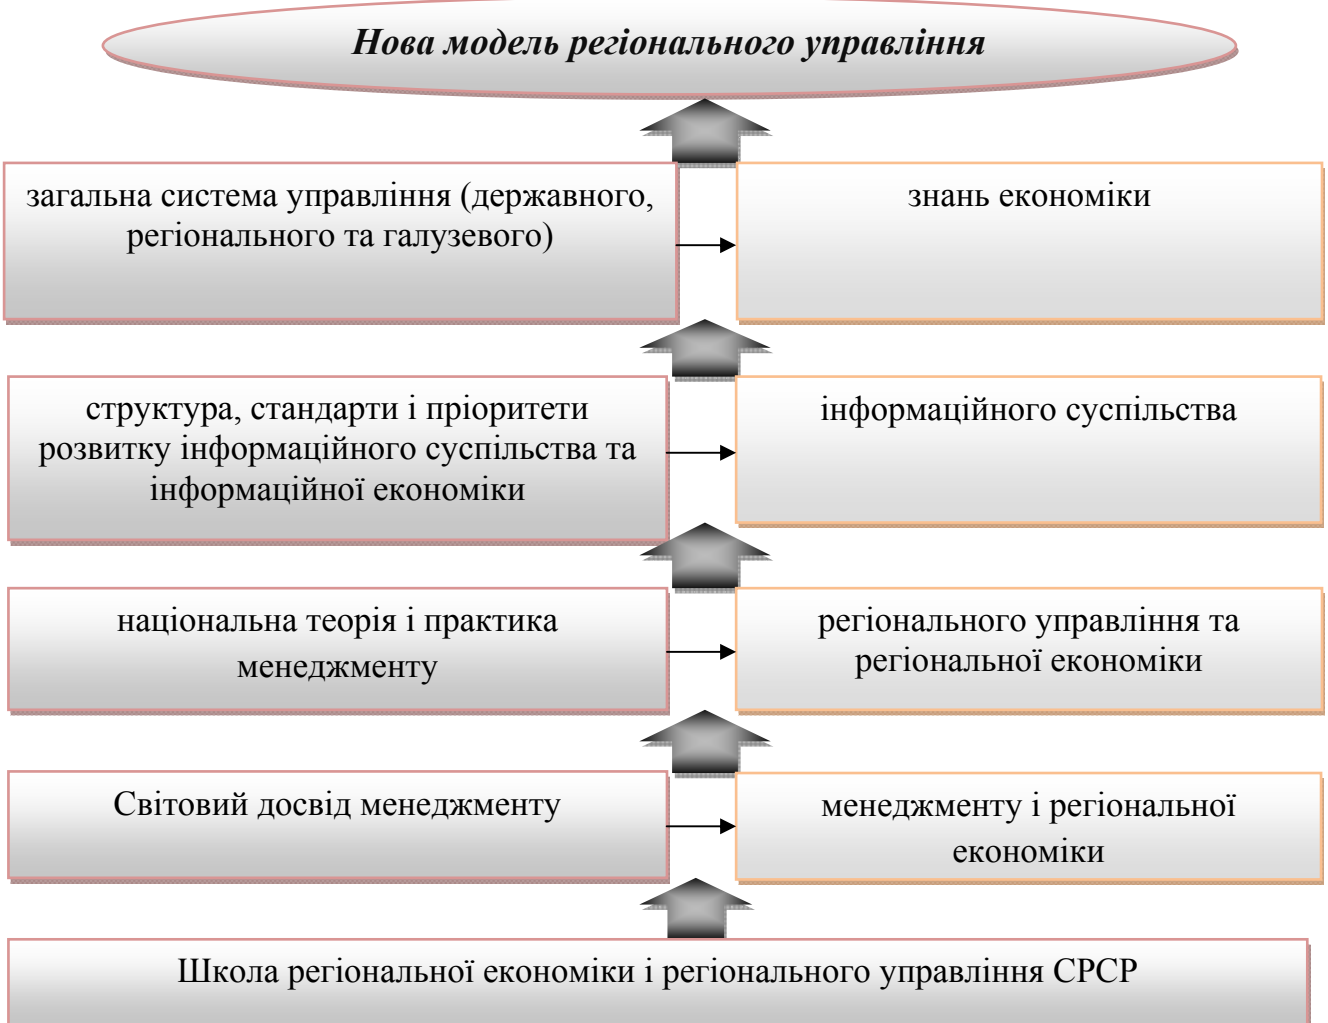 Нова модель регіонального управління
загальна система управління (державного,
регіонального та галузевого)
знань економіки
структура, стандарти і пріоритети
розвитку інформаційного суспільства та
інформаційної економіки
інформаційного суспільства
національна теорія і практика
менеджменту
регіонального управління та
регіональної економіки
Світовий досвід менеджменту
менеджменту і регіональної
економіки
Школа регіональної економіки і регіонального управління СРСР